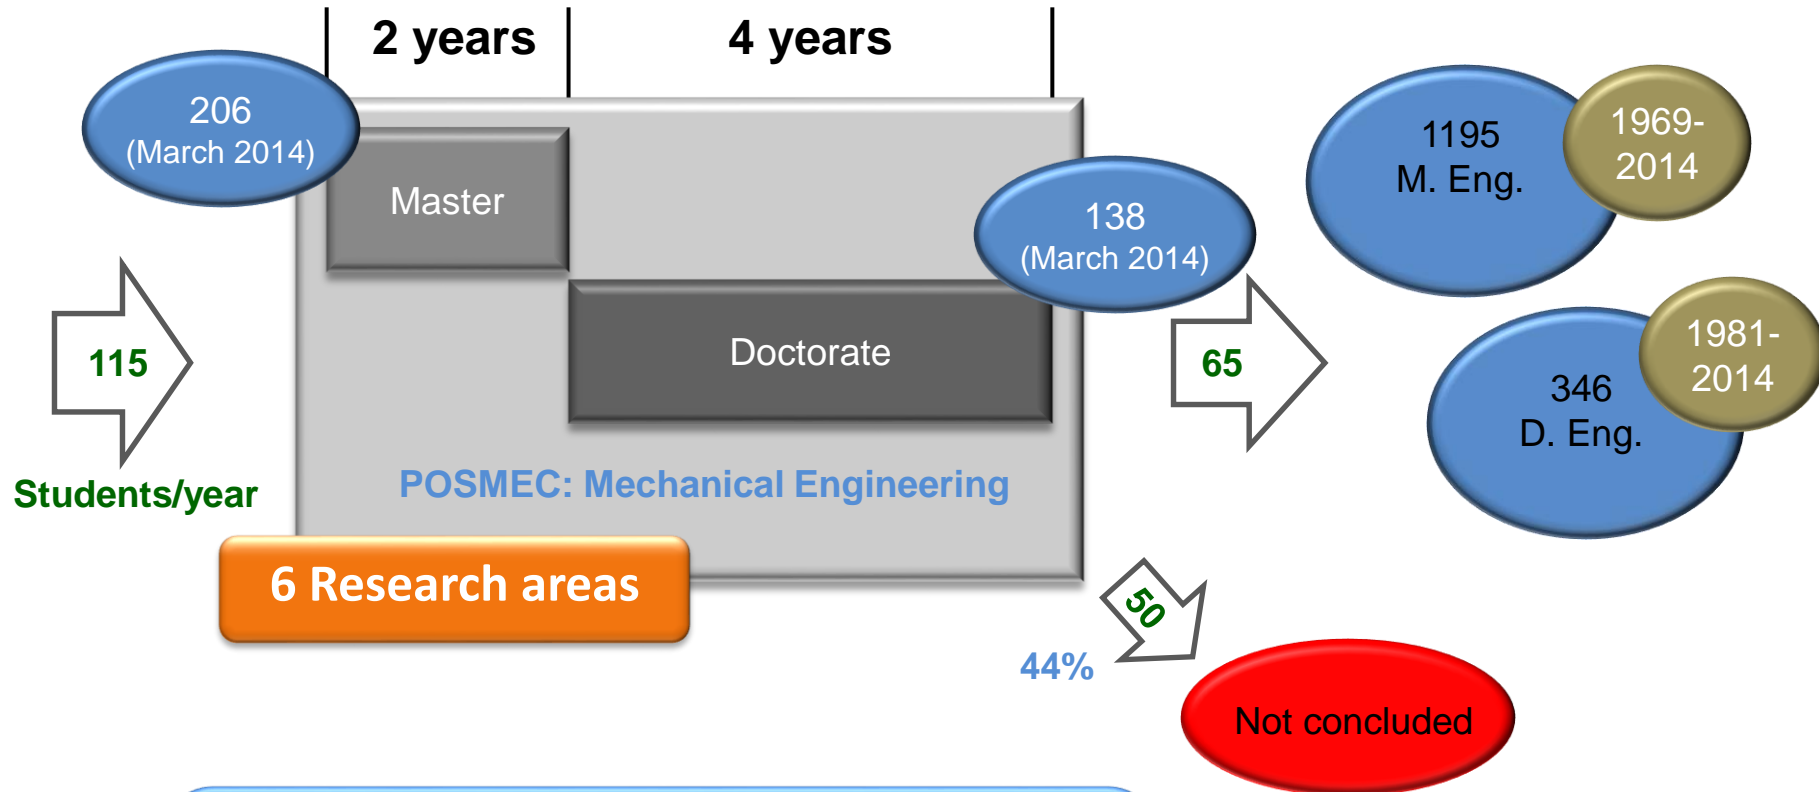 2 years
4 years
206
(March 2014)
Master
138
(March 2014)
1195
M. Eng.
1969-
2014
115
Students/year
Doctorate
65
346
D. Eng.
1981-
2014
POSMEC: Mechanical Engineering
6 Research areas
50
44%
Not concluded